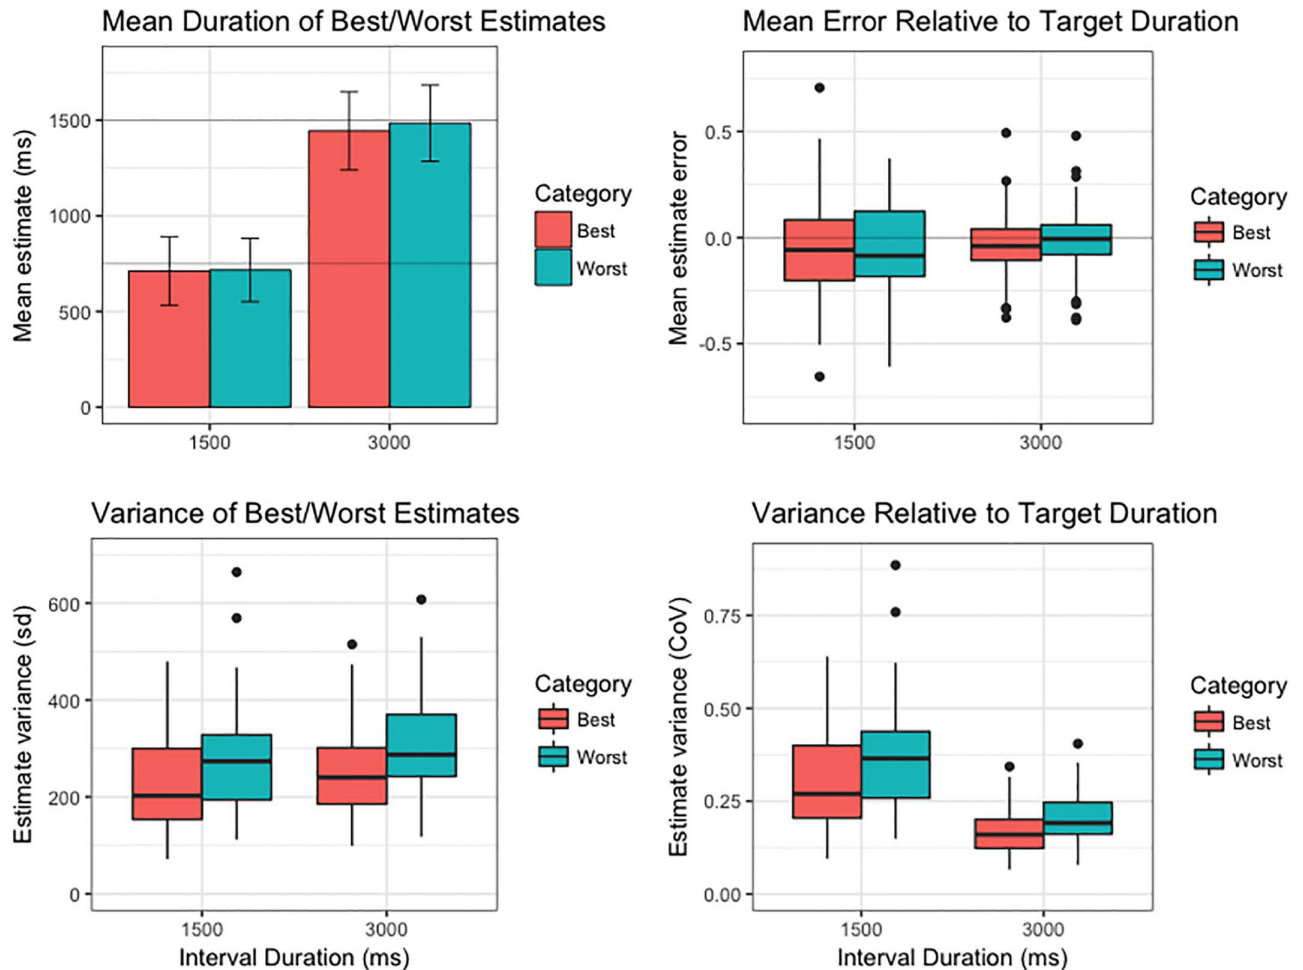 Mean Duration of Best/Worst Estimates
Mean estimate (ms)
1500
1000
500
0
1500
3000
Category
Best
Worst
Mean Error Relative to Target Duration
Mean estimate error
0.5
0.0
-0.5
1500
3000
Category
Best
Worst
Variance of Best/Worst Estimates
Estimate variance (sd)
600
400
200
0
1500
3000
Interval Duration (ms)
Category
Best
Worst
Variance Relative to Target Duration
Estimate variance (CoV)
0.75
0.50
0.25
0.00
1500
3000
Interval Duration (ms)
Category
Best
Worst